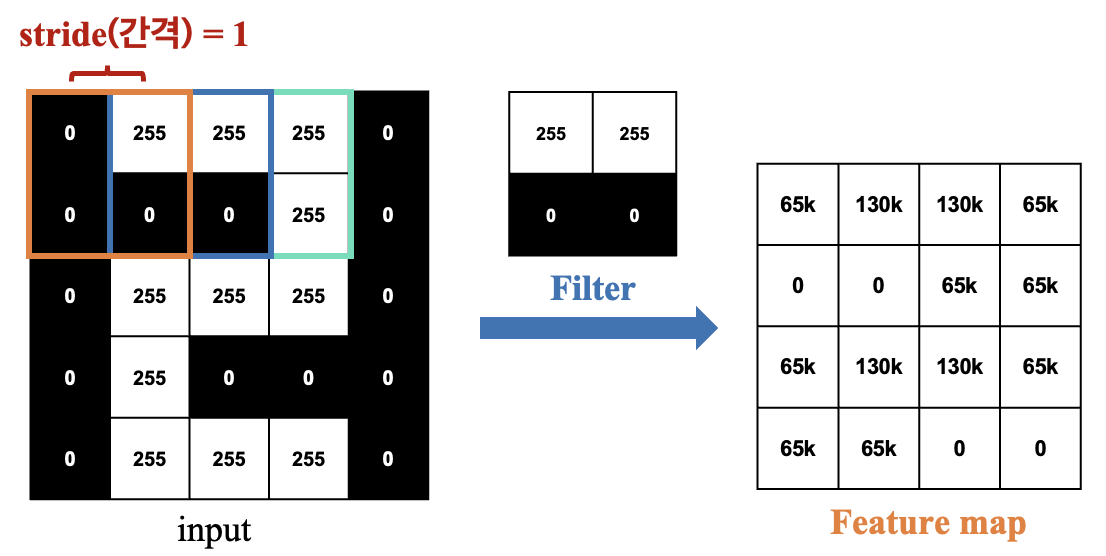 stride(간격) = 1
0 255 255 255 0
0 0 0 255 0
0 255 255 255 0
0 255 0 0 0
0 255 255 255 0
input
255 255
0 0
Filter
65k 130k 130k 65k
0 0 65k 65k
65k 130k 130k 65k
65k 65k 0 0
Feature map